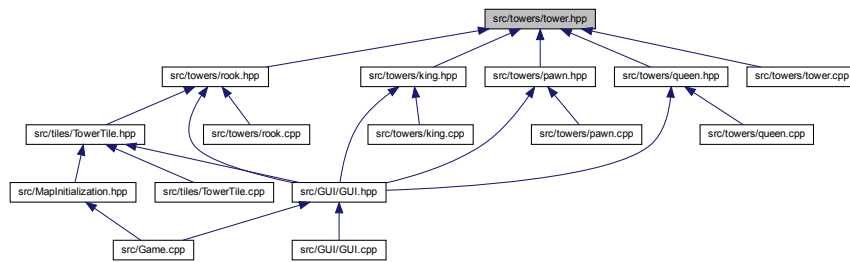 src/towers/tower.hpp
src/towers/rook.hpp
src/towers/king.hpp
src/towers/pawn.hpp
src/towers/queen.hpp
src/towers/tower.cpp
src/tiles/TowerTile.hpp
src/towers/rook.cpp
src/towers/king.cpp
src/towers/pawn.cpp
src/towers/queen.cpp
src/MapInitialization.hpp
src/tiles/TowerTile.cpp
src/GUI/GUI.hpp
src/Game.cpp
src/GUI/GUI.cpp